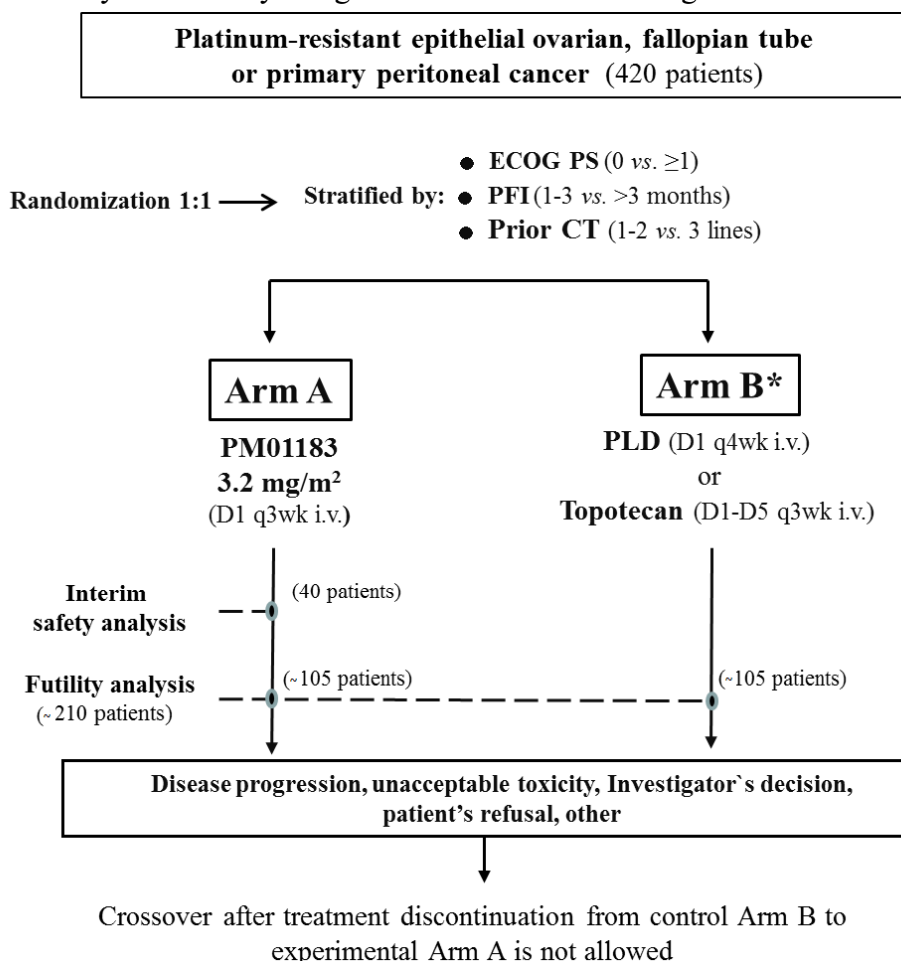 Platinum-resistant epithelial ovarian, fallopian tube
or primary peritoneal cancer (420 patients)
● ECOG PS (0 vs. ≥1)
Randomization 1:1
Stratified by: ● PFI (1-3 vs. >3 months)
● Prior CT (1-2 vs. 3 lines)
Arm A
PM01183
3.2 mg/m²
(D1 q3wk i.v.)
Arm B*
PLD (D1 q4wk i.v.)
or
Topotecan (D1-D5 q3wk i.v.)
Interim
safety analysis
(40 patients)
Futility analysis
(~210 patients)
(~105 patients)
(~105 patients)
Disease progression, unacceptable toxicity, Investigator`s decision,
patient's refusal, other
Crossover after treatment discontinuation from control Arm B to
experimental Arm A is not allowed